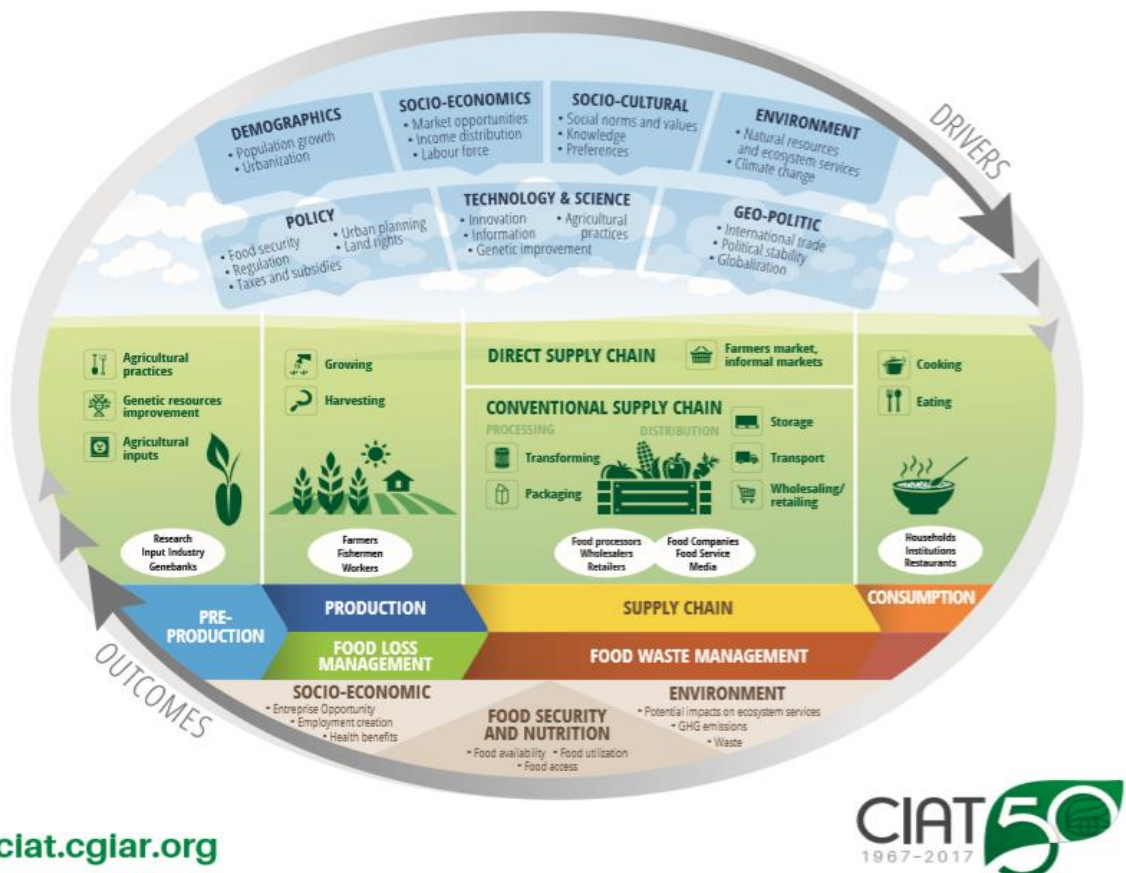 DEMOGRAPHICS
• Population growth
• Urbanization
SOCIO-ECONOMICS
• Market opportunities
• Income distribution
• Labour force
SOCIO-CULTURAL
• Social norms and values
• Knowledge
• Preferences
ENVIRONMENT
• Natural resources
and ecosystem services
• Climate change
DRIVERS
POLICY
• Food security
• Regulation
• Taxes and subsidies
• Urban planning
• Land rights
TECHNOLOGY & SCIENCE
• Innovation
• Information
• Genetic improvement
• Agricultural
practices
GEO-POLITIC
• International trade
• Political stability
• Globalization
Agricultural
practices
Genetic resources
improvement
Agricultural
inputs
Research
Input Industry
Genebanks
Growing
Harvesting
Farmers
Fishermen
Workers
DIRECT SUPPLY CHAIN
Farmers market,
informal markets
CONVENTIONAL SUPPLY CHAIN
PROCESSING
DISTRIBUTION
Transforming
Packaging
Storage
Transport
Wholesaling/
retailing
Food processors
Wholesalers
Retailers
Food Companies
Food Service
Media
Cooking
Eating
Households
Institutions
Restaurants
PRE-
PRODUCTION
PRODUCTION
SUPPLY CHAIN
CONSUMPTION
FOOD LOSS
MANAGEMENT
FOOD WASTE MANAGEMENT
OUTCOMES
SOCIO-ECONOMIC
• Entreprise Opportunity
• Employment creation
• Health benefits
FOOD SECURITY
AND NUTRITION
• Food availability • Food utilization
• Food access
ENVIRONMENT
• Potential impacts on ecosystem services
• GHG emissions
• Waste
ciat.cgiar.org
CIAT 50
1967-2017